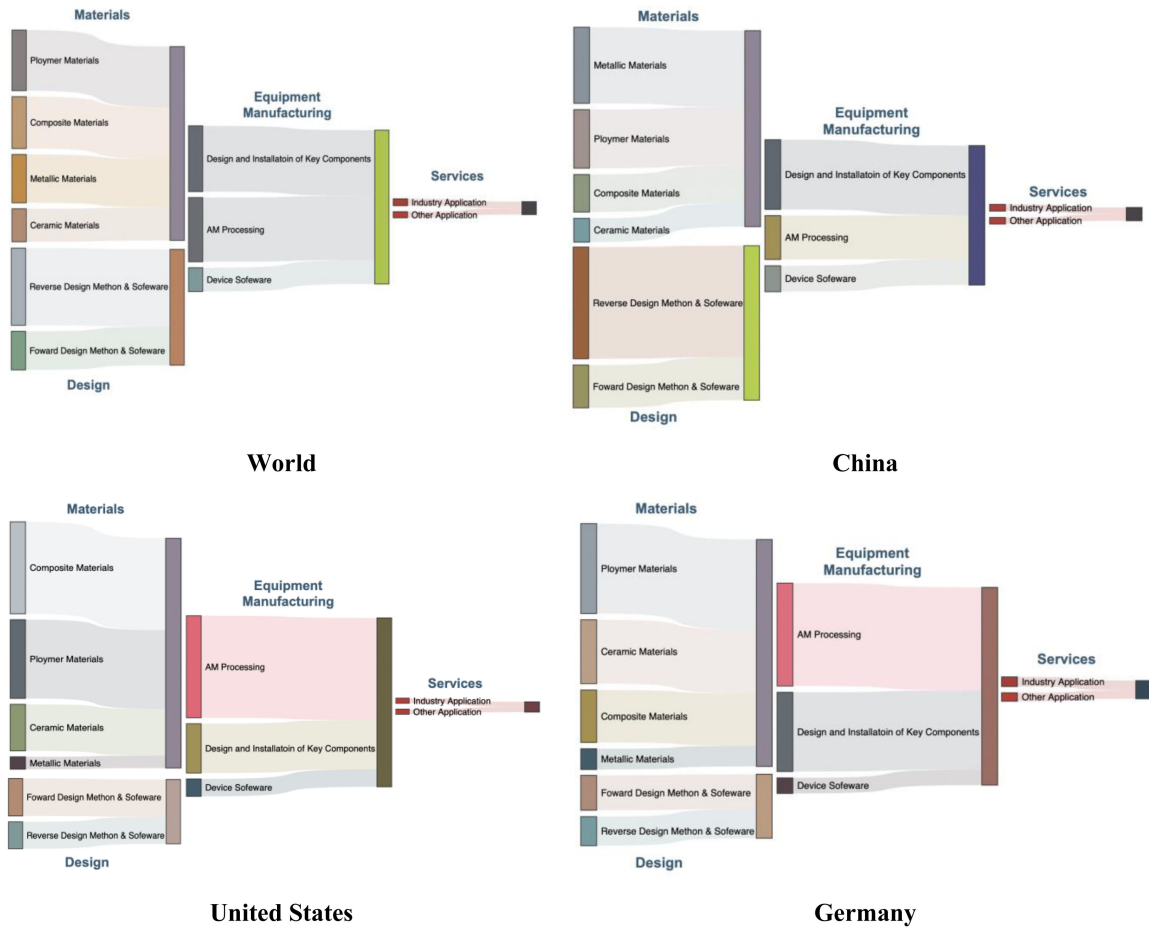 Materials
Ploymer Materials
Composite Materials
Metallic Materials
Ceramic Materials
Reverse Design Methon & Sofeware
Foward Design Methon & Sofeware
Design
Equipment
Manufacturing
Design and Installatoin of Key Components
AM Processing
Device Sofeware
Services
Industry Application
Other Application
World
Materials
Metallic Materials
Ploymer Materials
Composite Materials
Ceramic Materials
Reverse Design Methon & Sofeware
Foward Design Methon & Sofeware
Design
Equipment
Manufacturing
Design and Installatoin of Key Components
AM Processing
Device Sofeware
Services
Industry Application
Other Application
China
Materials
Composite Materials
Ploymer Materials
Ceramic Materials
Metallic Materials
Foward Design Methon & Sofeware
Reverse Design Methon & Sofeware
Design
Equipment
Manufacturing
AM Processing
Design and Installatoin of Key Components
Device Sofeware
Services
Industry Application
Other Application
United States
Materials
Ploymer Materials
Ceramic Materials
Composite Materials
Metallic Materials
Foward Design Methon & Sofeware
Reverse Design Methon & Sofeware
Design
Equipment
Manufacturing
AM Processing
Design and Installatoin of Key Components
Device Sofeware
Services
Industry Application
Other Application
Germany